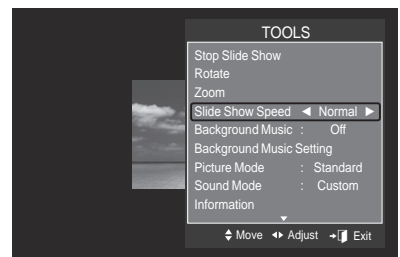 TOOLS
Stop Slide Show
Rotate
Zoom
Slide Show Speed ◄ Normal ►
Background Music : Off
Background Music Setting
Picture Mode : Standard
Sound Mode : Custom
Information
Move Adjust Exit